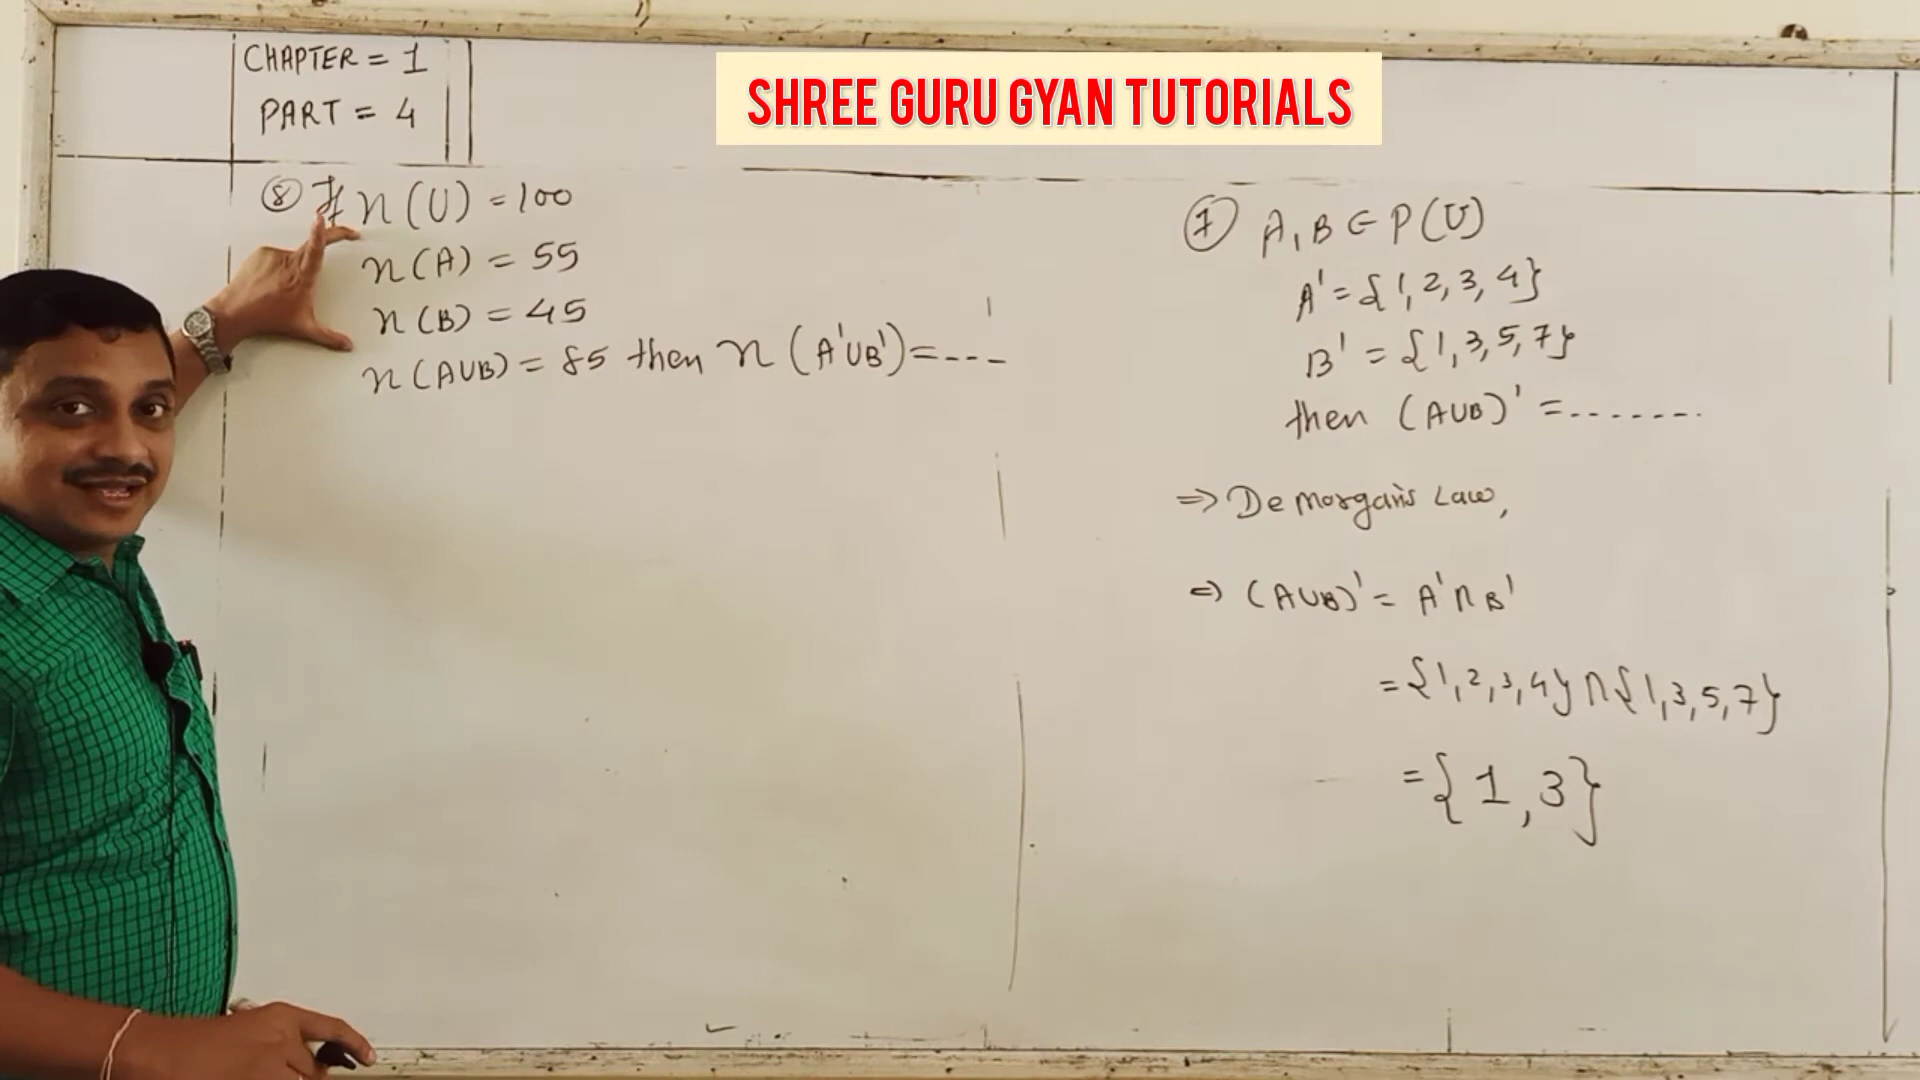 CHAPTER = 1
PART = 4
SHREE GURU GYAN TUTORIALS
⑧ If n(U) = 100
n(A) = 55
n(B) = 45
n(A∪B) = 85 then n(A'∪B') = ---
⑦ A, B ∈ P(U)
A' = {1, 2, 3, 4}
B' = {1, 3, 5, 7}
then (A∪B)' = .......
⇒ De morgan's Law,
⇒ (A∪B)' = A'∩B'
= {1, 2, 3, 4} ∩ {1, 3, 5, 7}
= {1, 3}